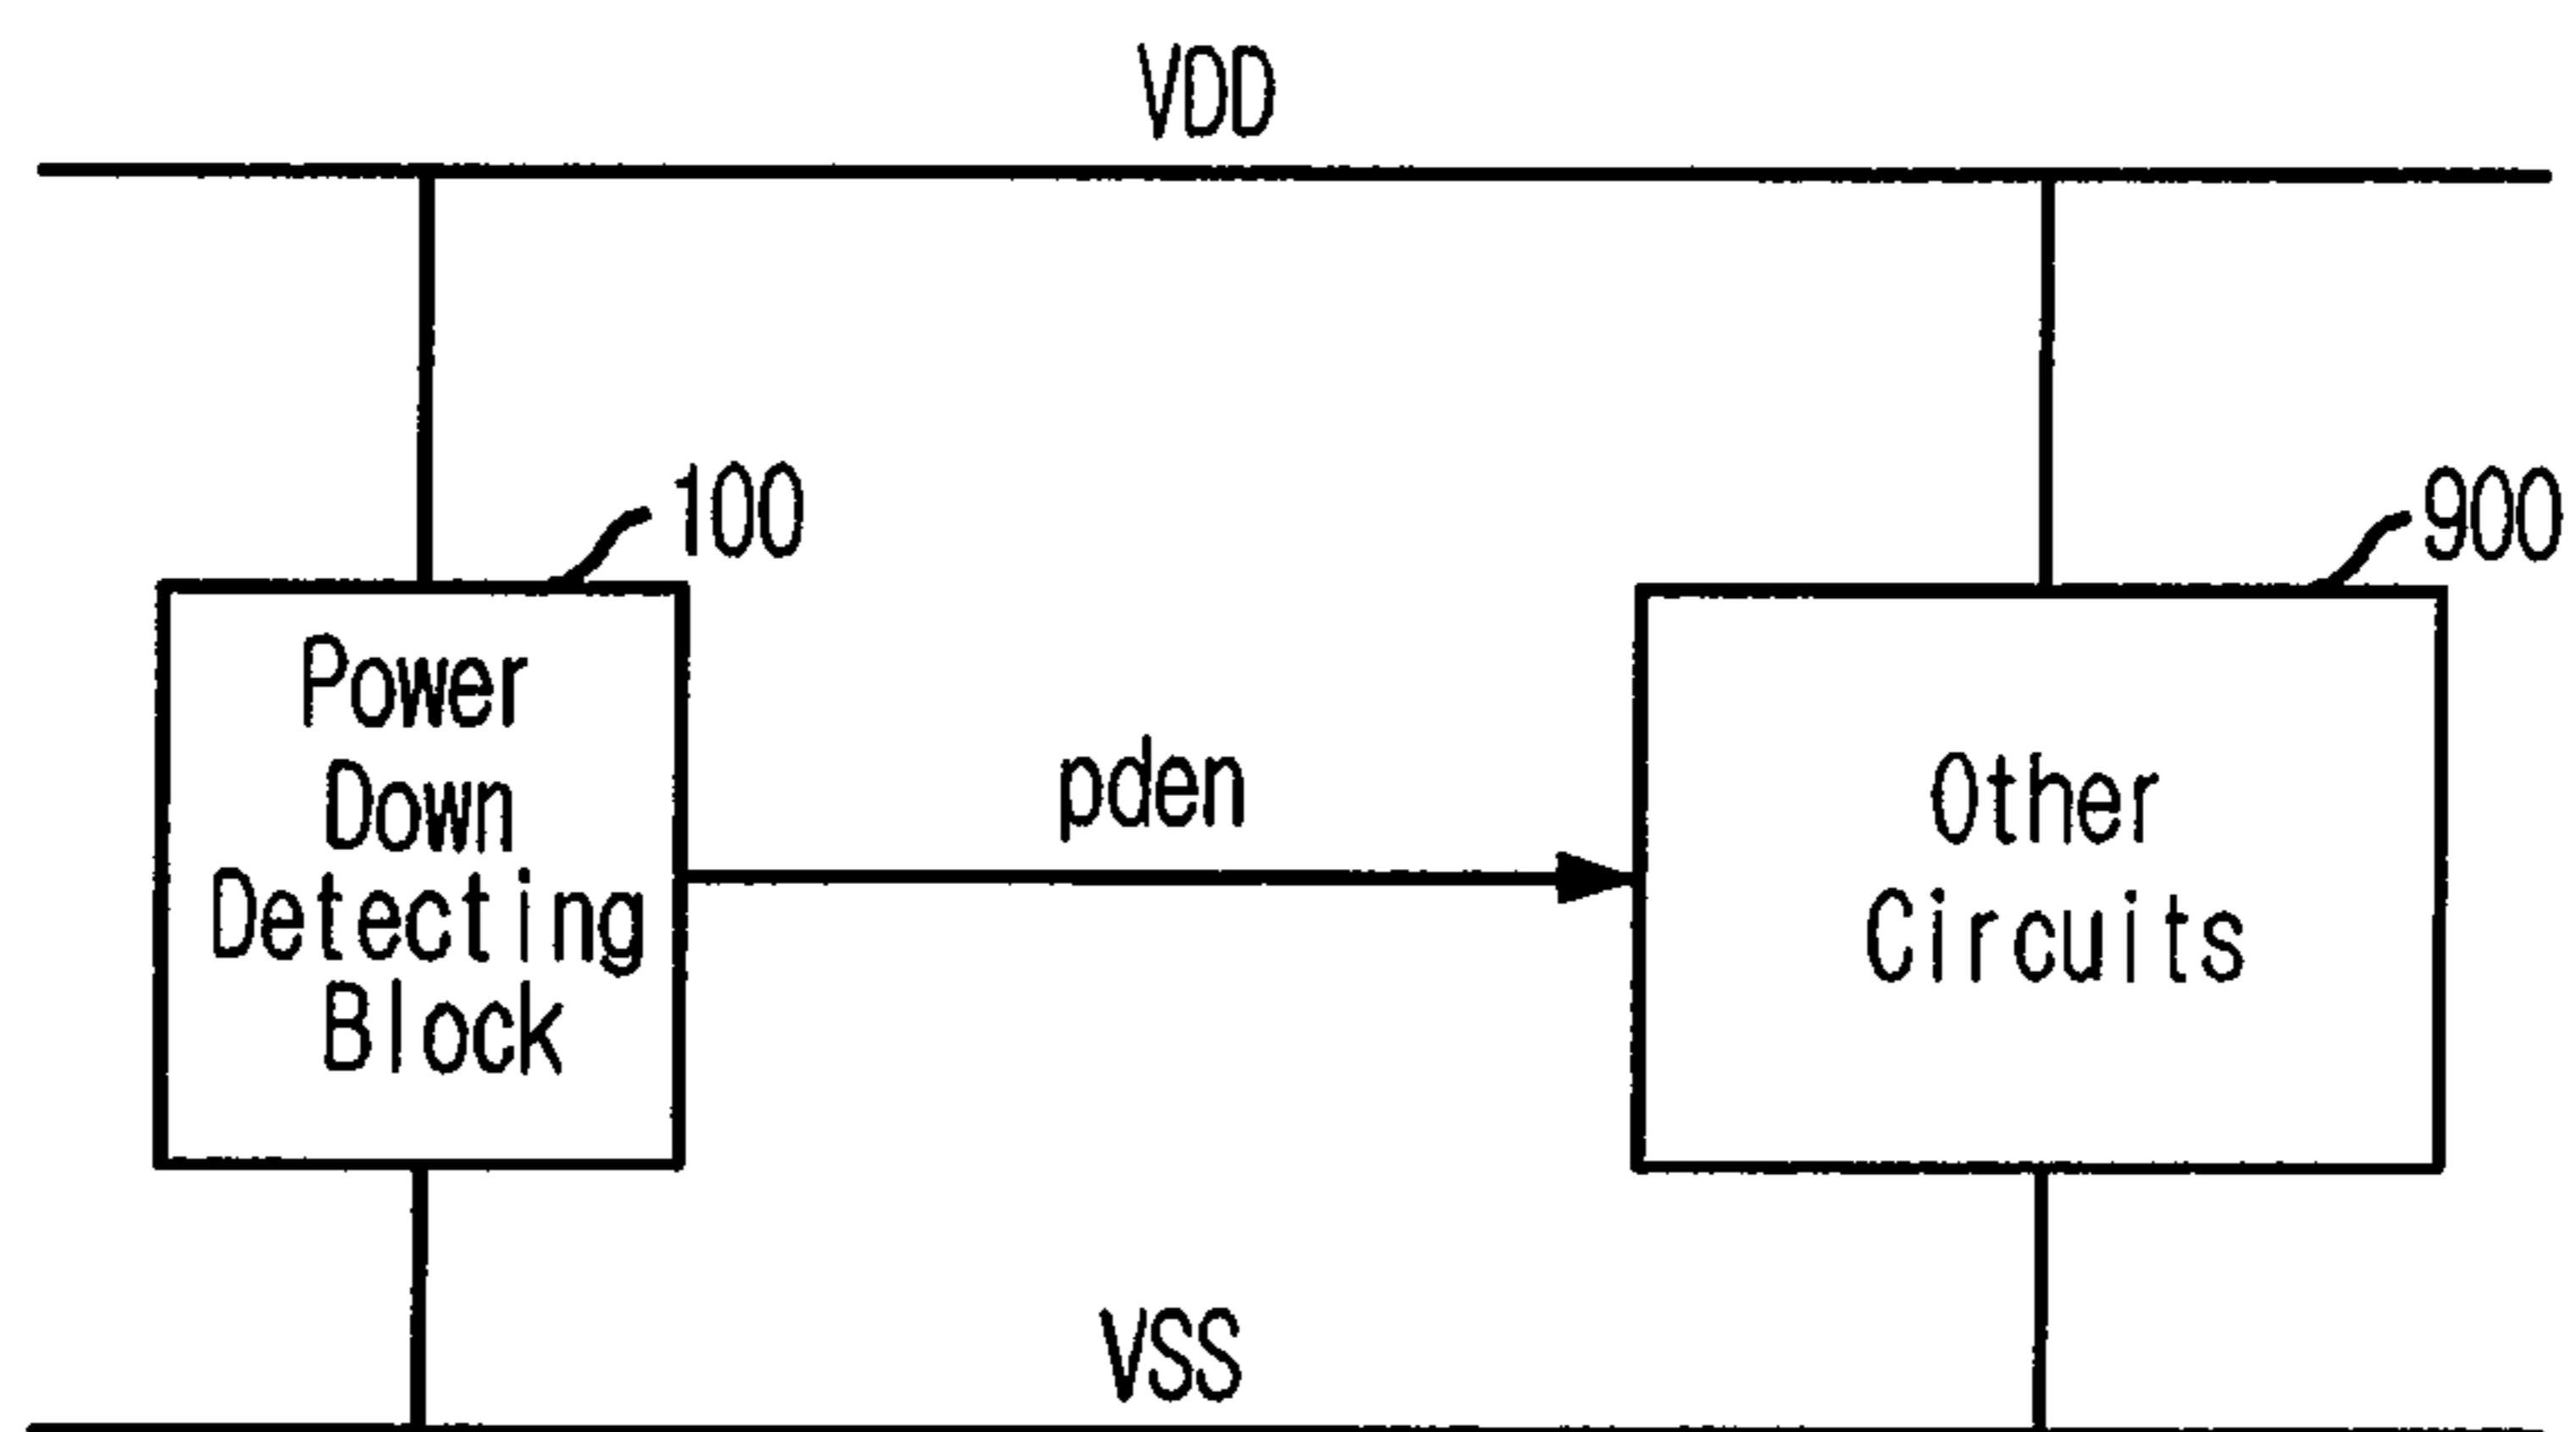 VDD
100
900
Power
Down
Detecting
Block
pden
Other
Circuits
VSS